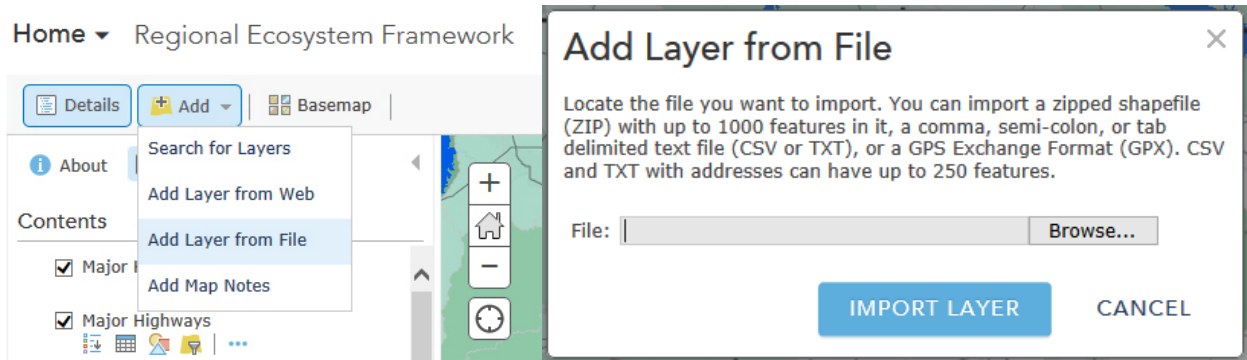 Home Regional Ecosystem Framework
Details Add Basemap
Search for Layers
About
Add Layer from Web
Contents
Add Layer from File
Major
Add Map Notes
Major Highways
Add Layer from File
Locate the file you want to import. You can import a zipped shapefile
(ZIP) with up to 1000 features in it, a comma, semi-colon, or tab
delimited text file (CSV or TXT), or a GPS Exchange Format (GPX). CSV
and TXT with addresses can have up to 250 features.
File: Browse...
IMPORT LAYER CANCEL